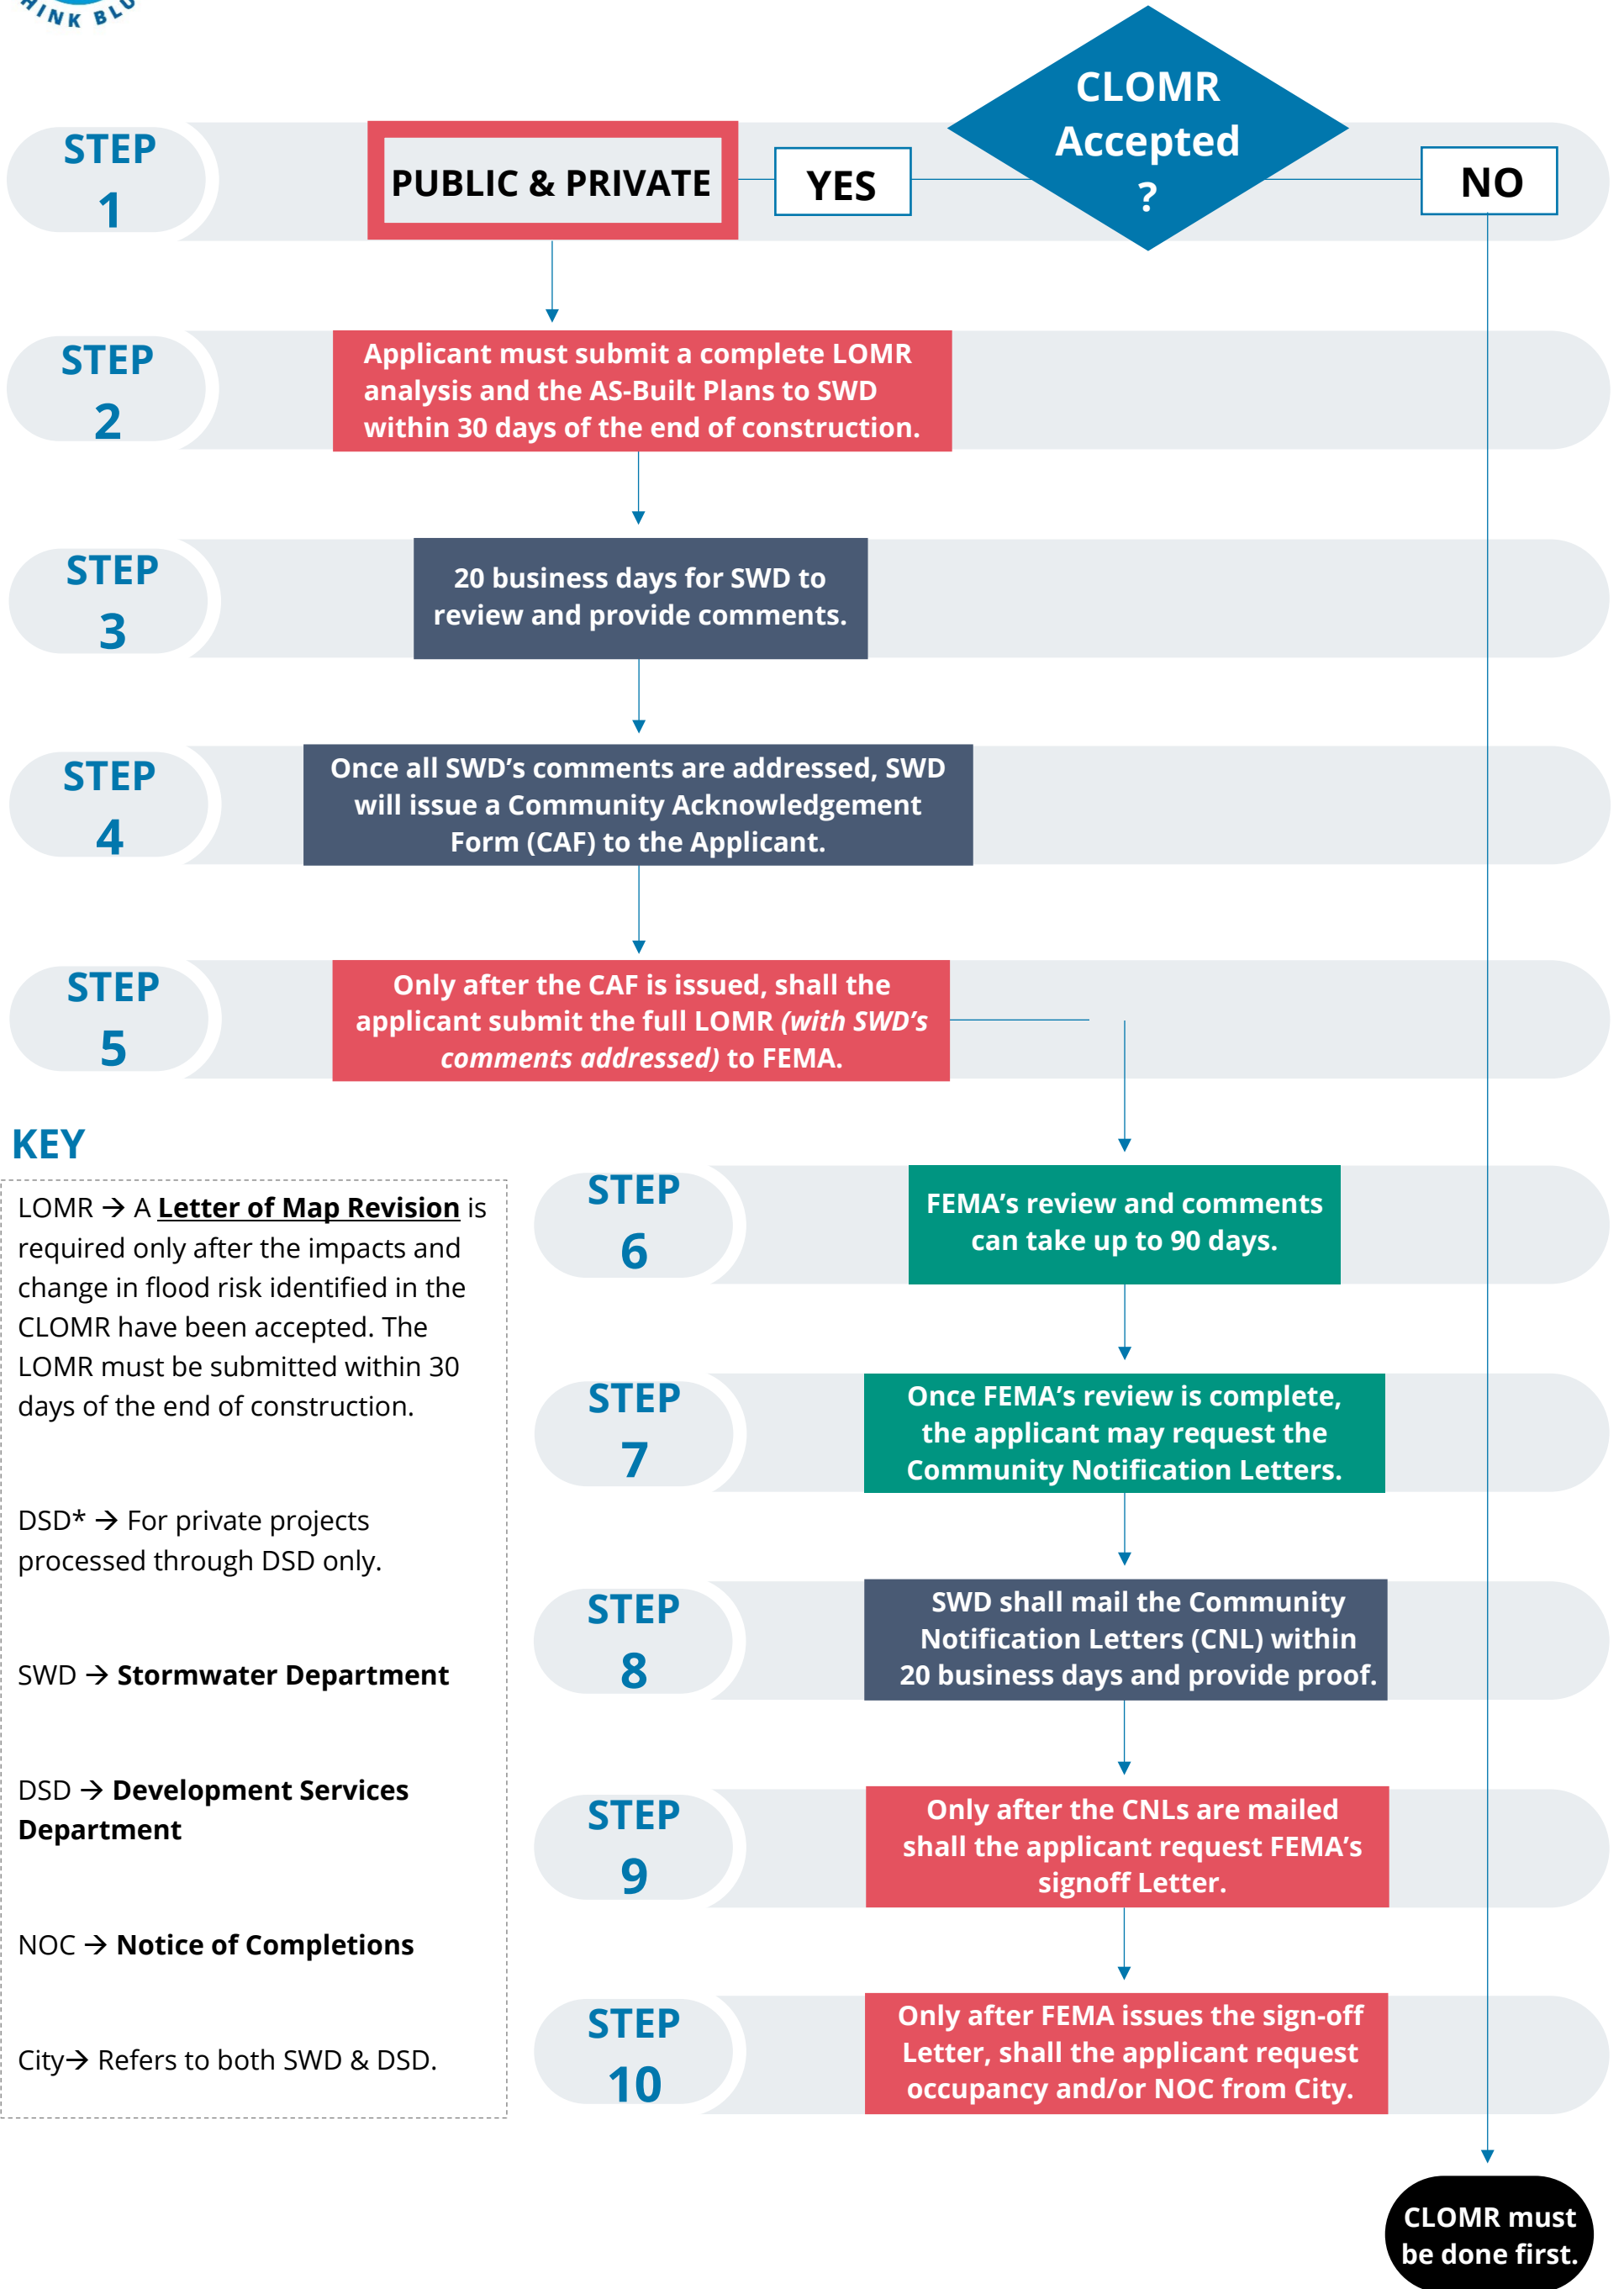 BLU
CLOMR
Accepted
?
STEP
1
PUBLIC & PRIVATE
YES
NO
STEP
2
Applicant must submit a complete LOMR
analysis and the AS-Built Plans to SWD
within 30 days of the end of construction.
STEP
3
20 business days for SWD to
review and provide comments.
STEP
4
Once all SWD’s comments are addressed, SWD
will issue a Community Acknowledgement
Form (CAF) to the Applicant.
STEP
5
Only after the CAF is issued, shall the
applicant submit the full LOMR (with SWD’s
comments addressed) to FEMA.
KEY
LOMR → A Letter of Map Revision is
required only after the impacts and
change in flood risk identified in the
CLOMR have been accepted. The
LOMR must be submitted within 30
days of the end of construction.
DSD* → For private projects
processed through DSD only.
SWD → Stormwater Department
DSD → Development Services
Department
NOC → Notice of Completions
City→ Refers to both SWD & DSD.
STEP
6
FEMA’s review and comments
can take up to 90 days.
STEP
7
Once FEMA’s review is complete,
the applicant may request the
Community Notification Letters.
STEP
8
SWD shall mail the Community
Notification Letters (CNL) within
20 business days and provide proof.
STEP
9
Only after the CNLs are mailed
shall the applicant request FEMA’s
signoff Letter.
STEP
10
Only after FEMA issues the sign-off
Letter, shall the applicant request
occupancy and/or NOC from City.
CLOMR must
be done first.